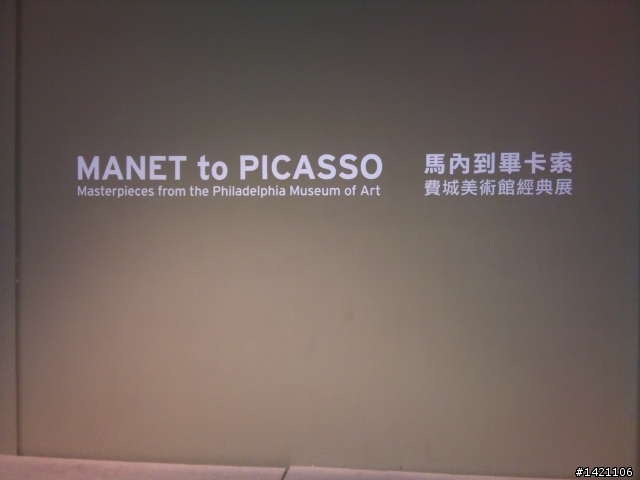 MANET to PICASSO
Masterpieces from the Philadelphia Museum of Art
馬內到畢卡索
費城美術館經典展
#1421106